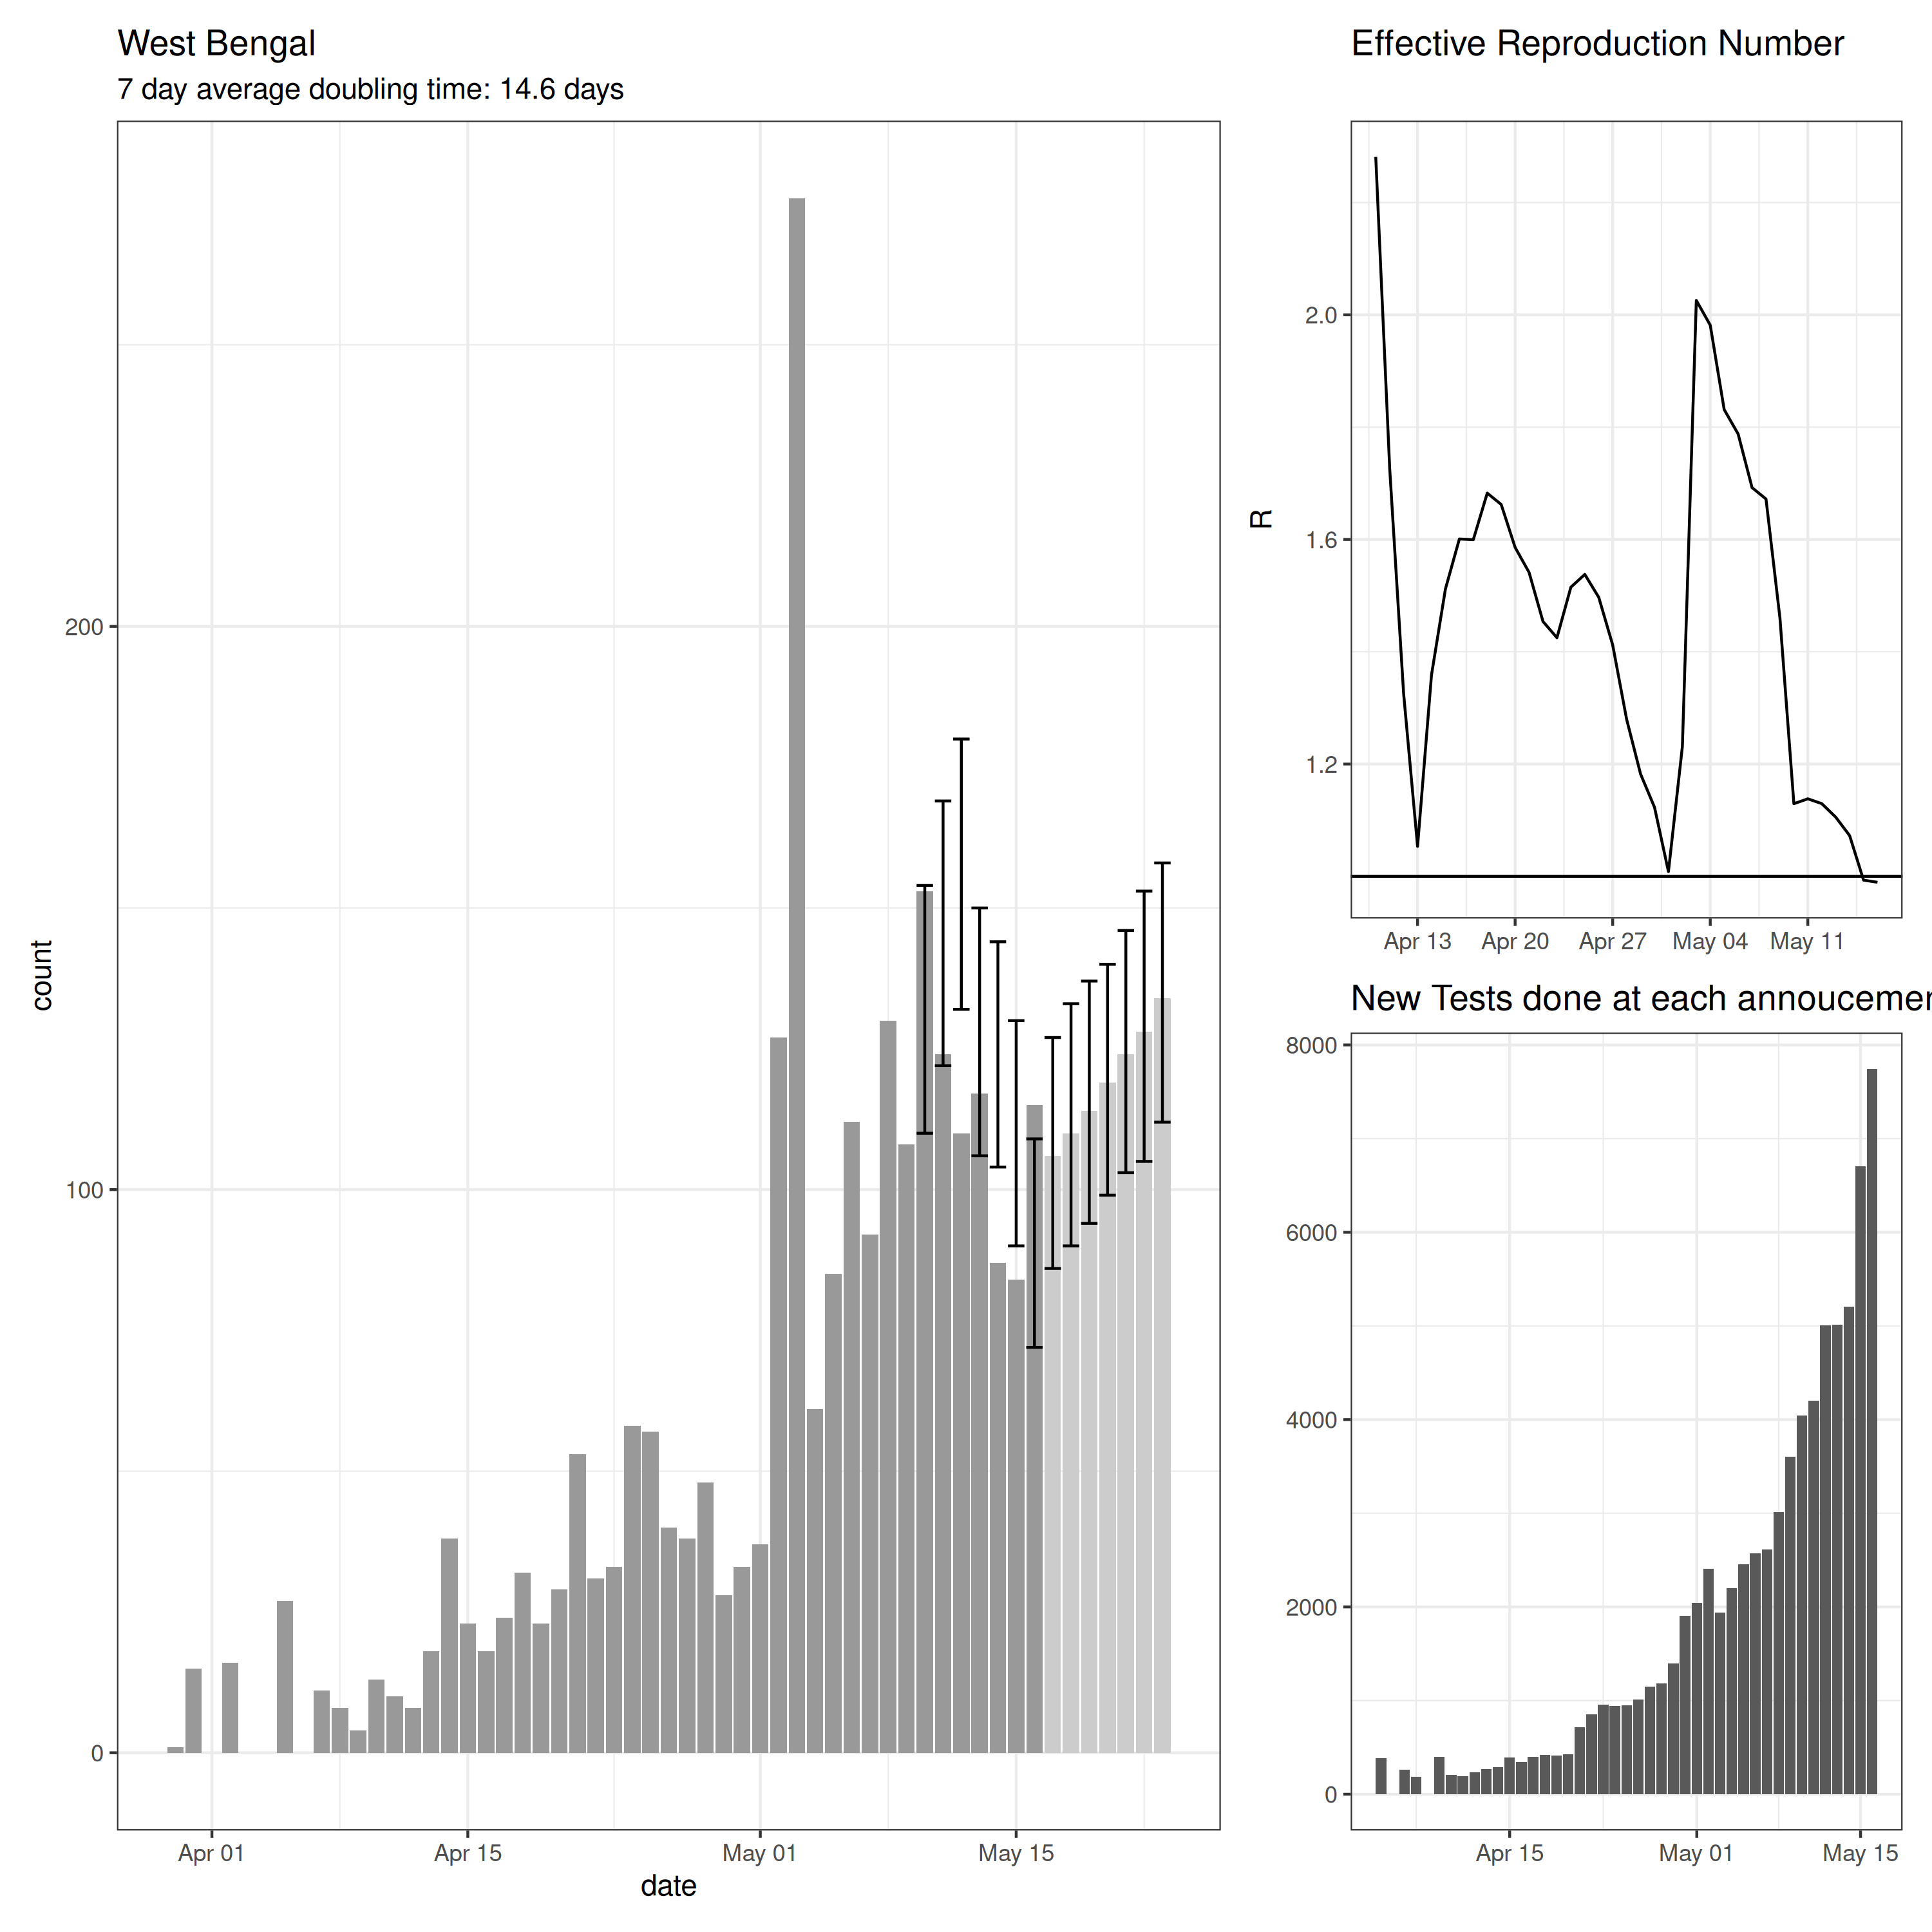 West Bengal
7 day average doubling time: 14.6 days
count
200
100
0
Apr 01 Apr 15 May 01 May 15
date
Effective Reproduction Number
R
2.0
1.6
1.2
Apr 13 Apr 20 Apr 27 May 04 May 11
New Tests done at each annoucemen
8000
6000
4000
2000
0
Apr 15 May 01 May 15